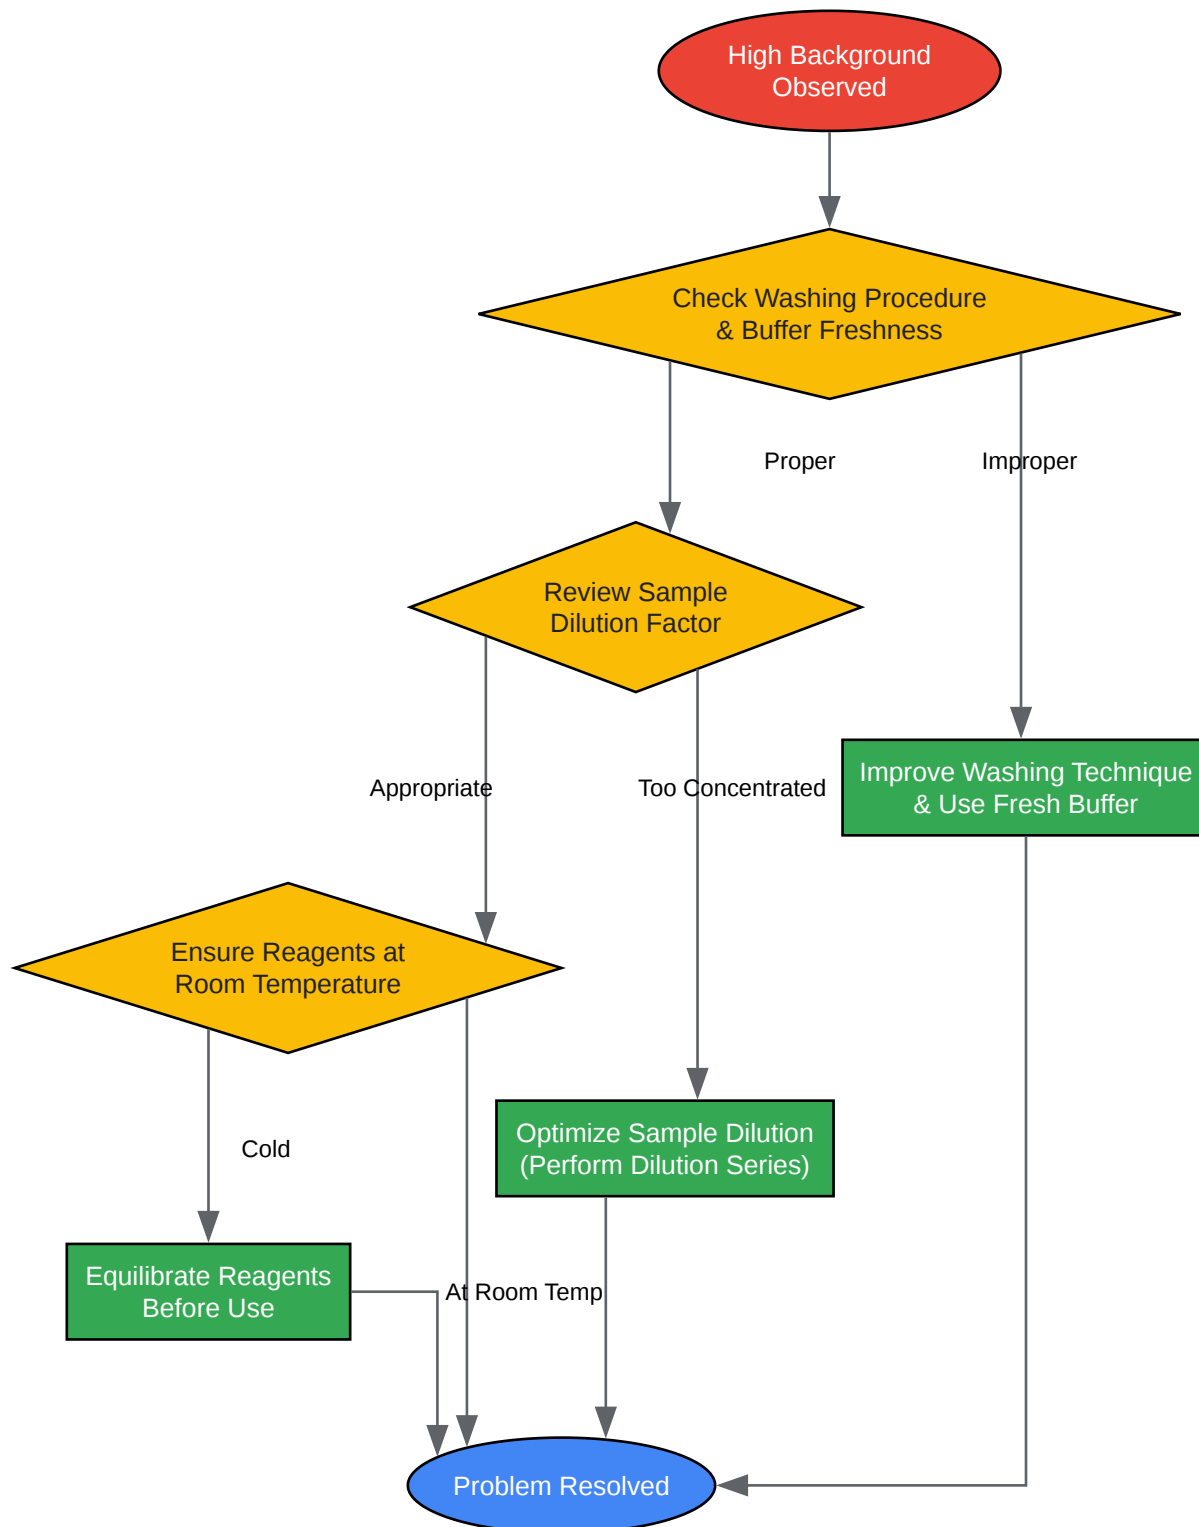 High Background
Observed
Check Washing Procedure
& Buffer Freshness
Proper
Improper
Review Sample
Dilution Factor
Appropriate
Too Concentrated
Improve Washing Technique
& Use Fresh Buffer
Ensure Reagents at
Room Temperature
Cold
Optimize Sample Dilution
(Perform Dilution Series)
Equilibrate Reagents
Before Use
At Room Temp
Problem Resolved